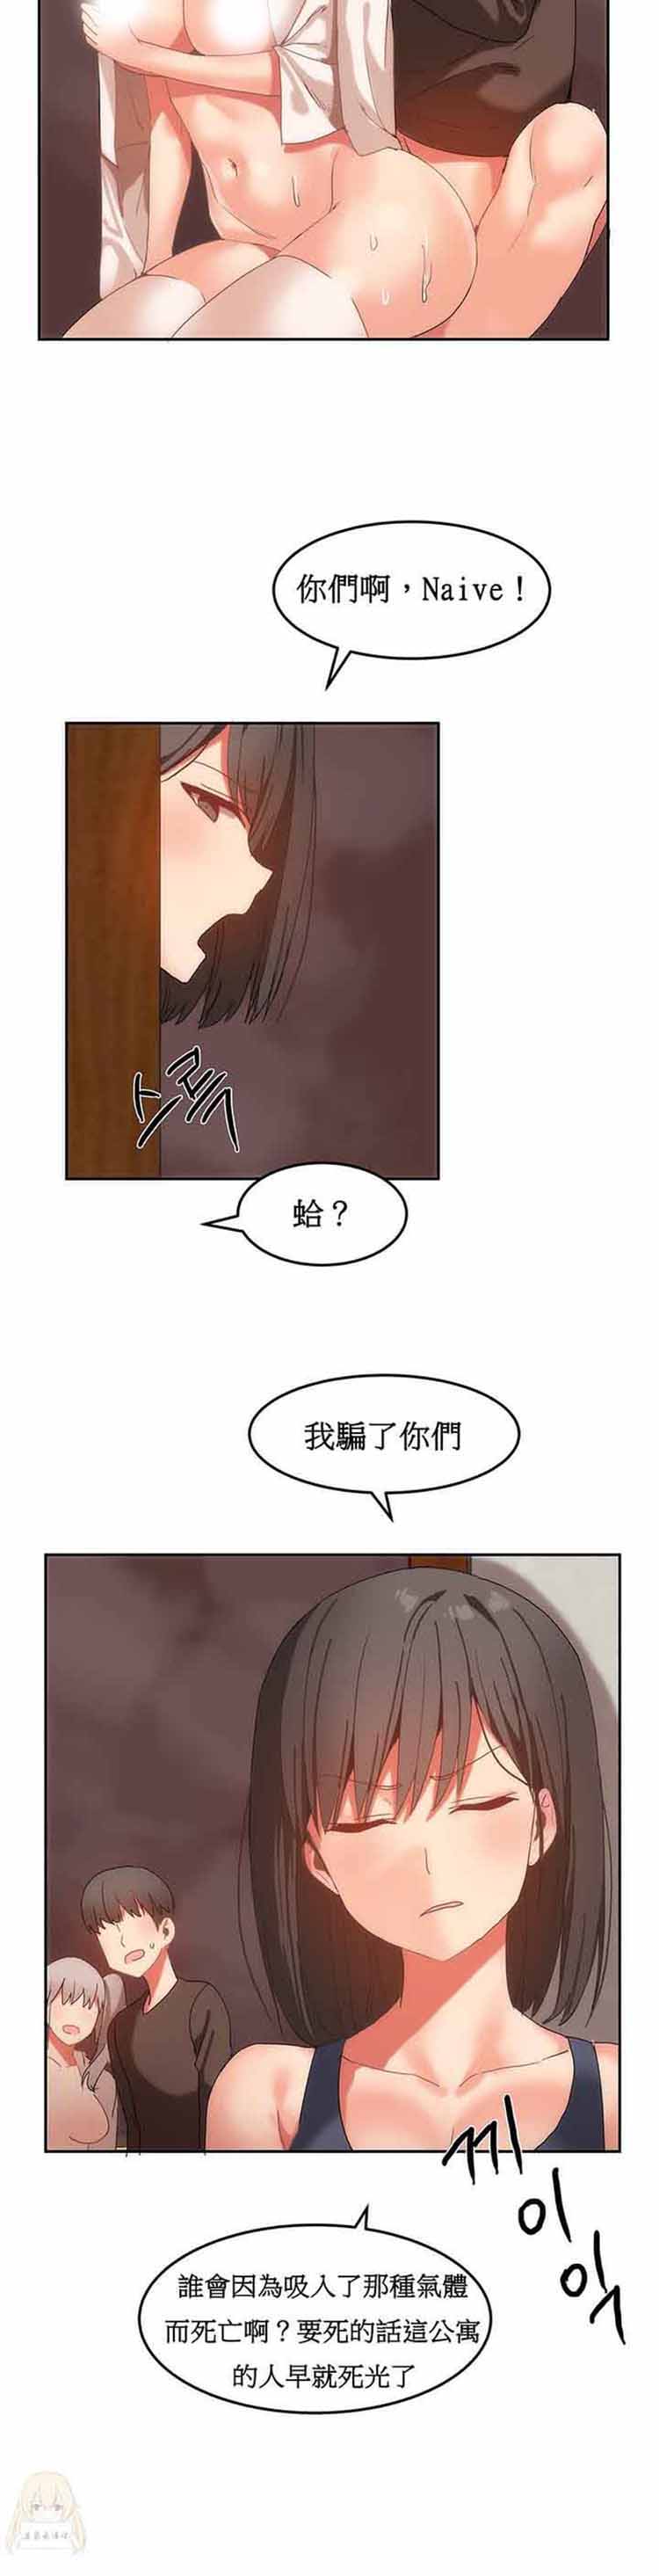 你們啊，Naive！
스윽
蛤？
我騙了你們
찌이익
誰會因為吸入了那種氣體
而死亡啊？要死的話這公寓
的人早就死光了